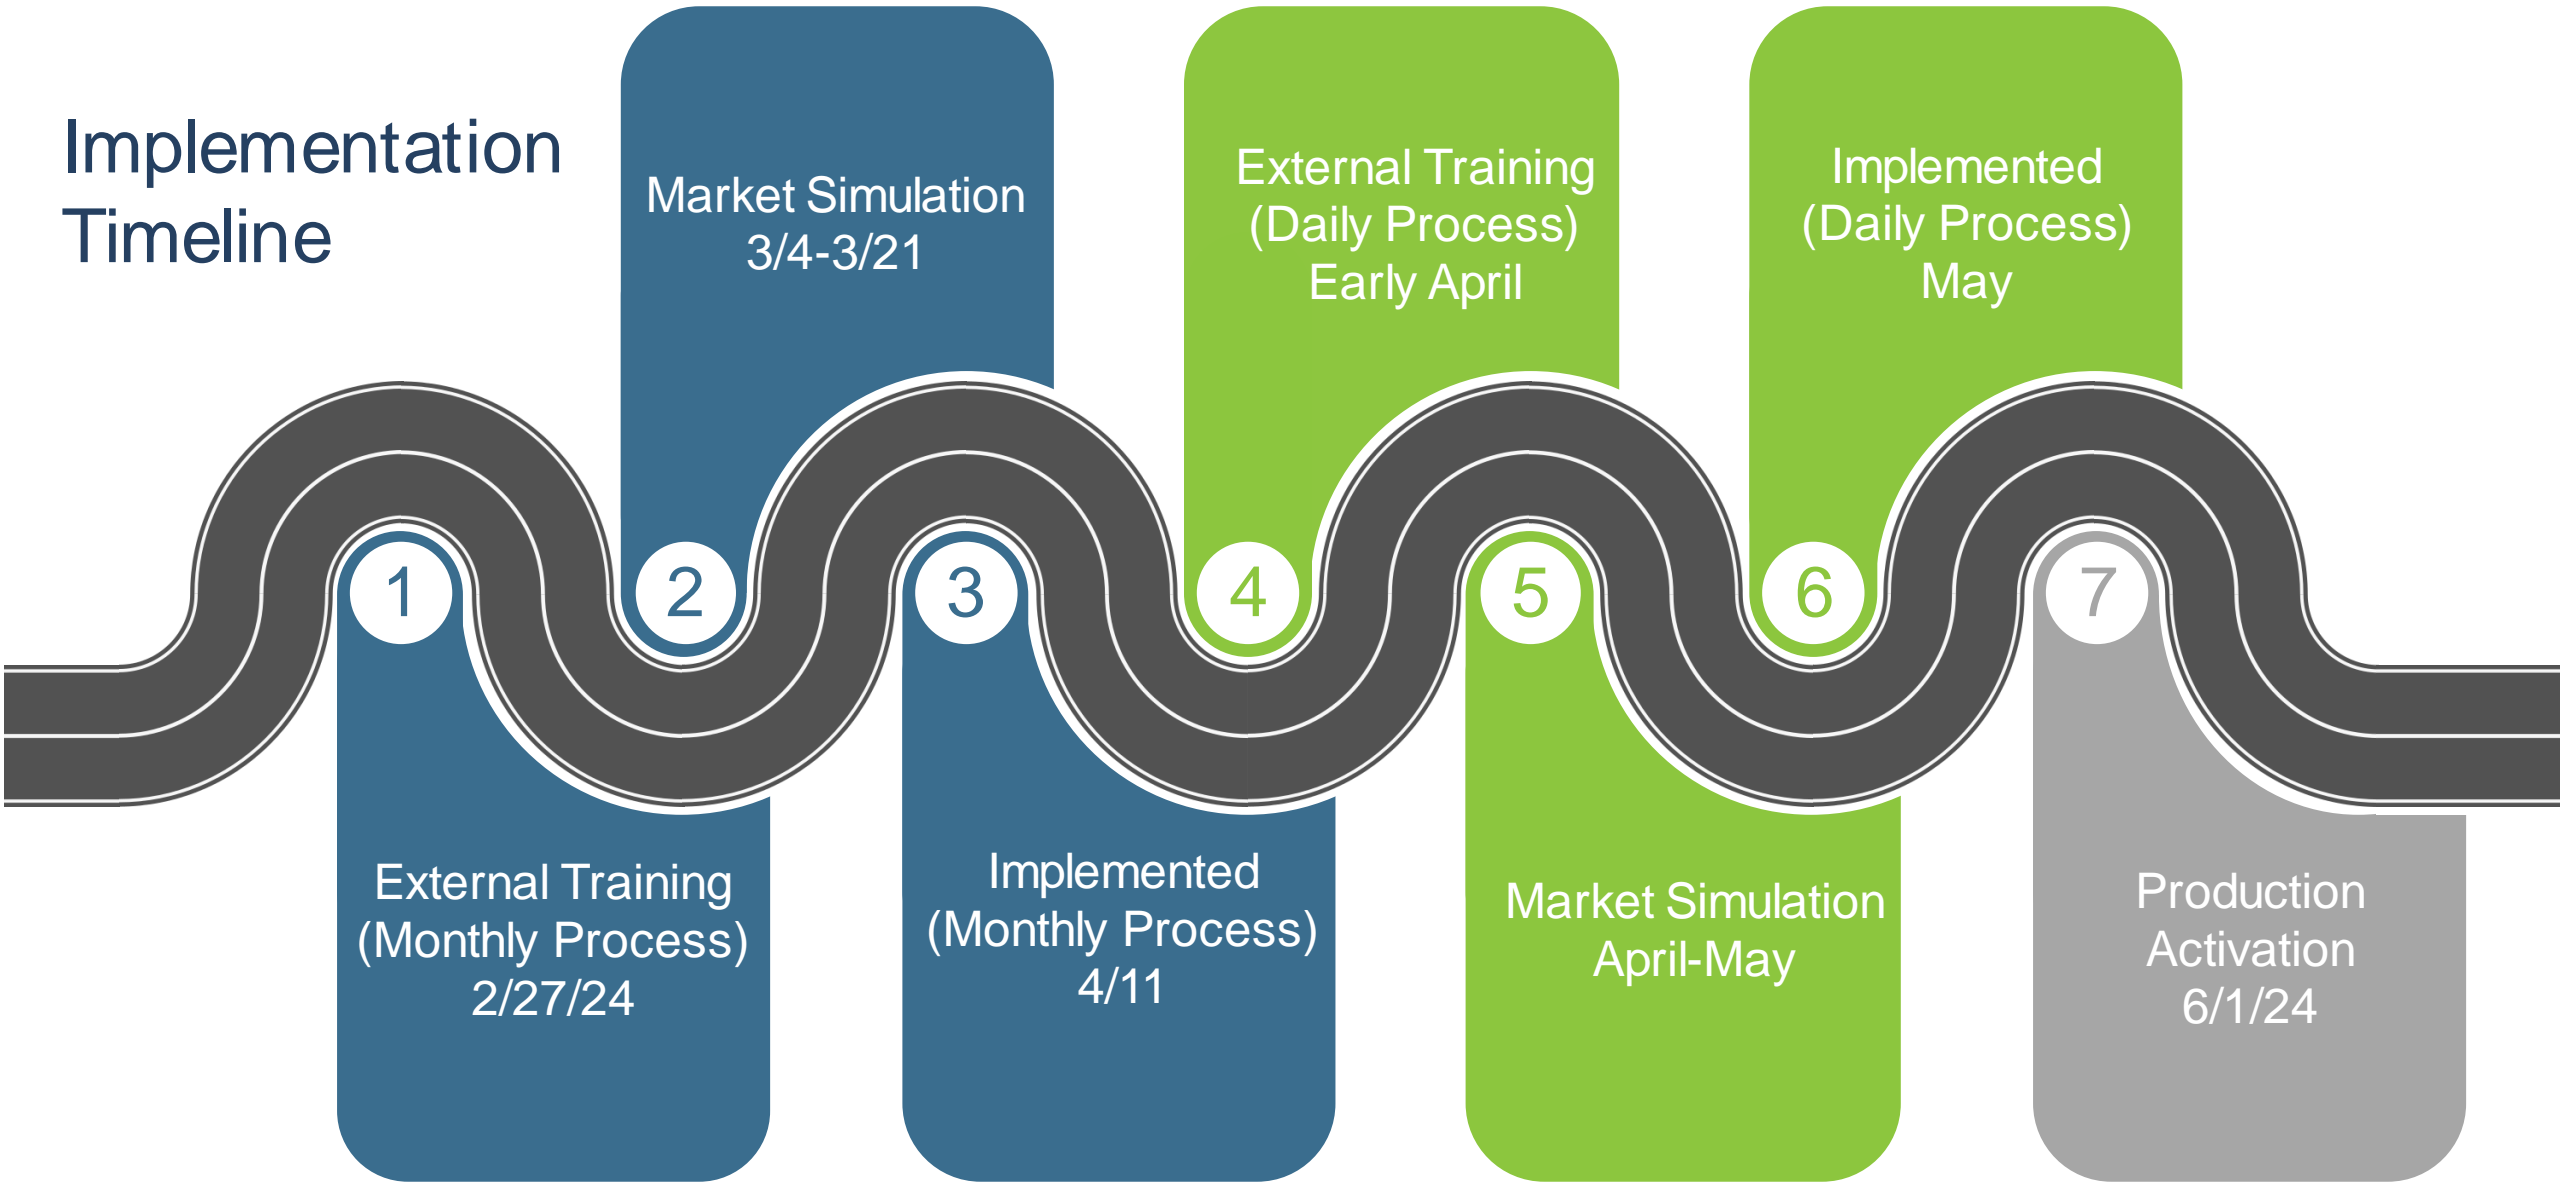 Implementation
Timeline
1
External Training
(Monthly Process)
2/27/24
2
Market Simulation
3/4-3/21
3
Implemented
(Monthly Process)
4/11
4
External Training
(Daily Process)
Early April
5
Market Simulation
April-May
6
Implemented
(Daily Process)
May
7
Production
Activation
6/1/24